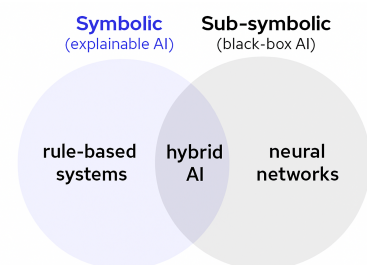 Symbolic
(explainable AI)
Sub-symbolic
(black-box AI)
rule-based
systems
hybrid
AI
neural
networks